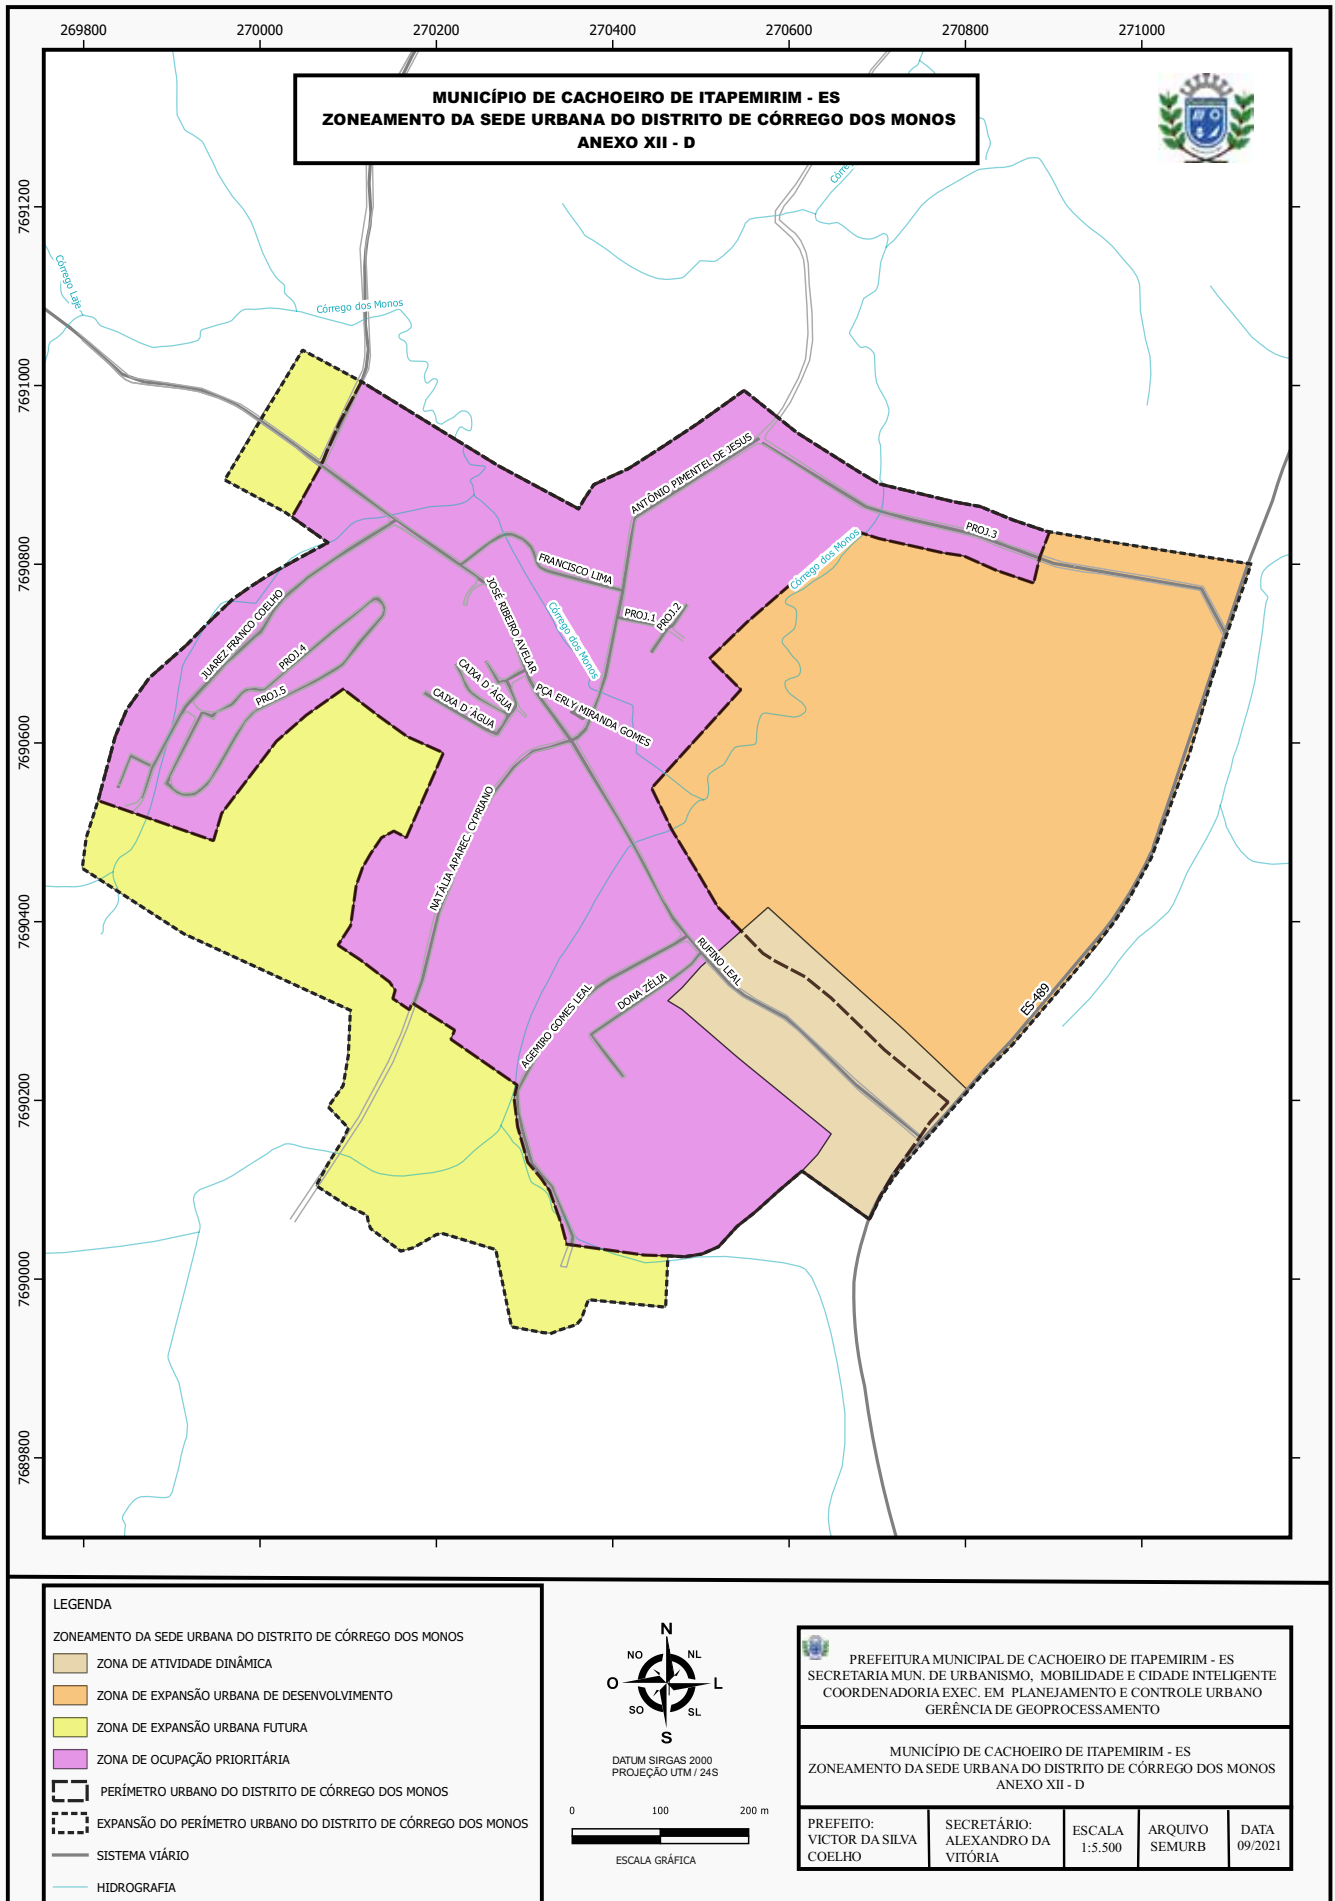 269800 270000 270200 270400 270600 270800 271000
MUNICÍPIO DE CACHOEIRO DE ITAPEMIRIM - ES
ZONEAMENTO DA SEDE URBANA DO DISTRITO DE CÓRREGO DOS MONOS
ANEXO XII - D
7691200
7691000
7690800
7690600
7690400
7690200
7690000
7689800
Córrego Laje
Córrego dos Monos
ANTÔNIO PIMENTEL DE JESUS
PROJ.3
Córrego dos Monos
FRANCISCO LIMA
JOSÉ RIBEIRO AVELAR
PROJ.1
PROJ.2
Córrego dos Monos
JUAREZ FRANCO COELHO
PROJ.4
PROJ.5
CAIXA D´ÁGUA
CAIXA D´ÁGUA
PÇA ERLY MIRANDA GOMES
NATÁLIA APAREC. CYPRIANO
RUFINO LEAL
DONA ZÉLIA
AGEMIRO GOMES LEAL
ES-489
LEGENDA
ZONEAMENTO DA SEDE URBANA DO DISTRITO DE CÓRREGO DOS MONOS
ZONA DE ATIVIDADE DINÂMICA
ZONA DE EXPANSÃO URBANA DE DESENVOLVIMENTO
ZONA DE EXPANSÃO URBANA FUTURA
ZONA DE OCUPAÇÃO PRIORITÁRIA
PERÍMETRO URBANO DO DISTRITO DE CÓRREGO DOS MONOS
EXPANSÃO DO PERÍMETRO URBANO DO DISTRITO DE CÓRREGO DOS MONOS
SISTEMA VIÁRIO
HIDROGRAFIA
N
NO NL
O L
SO SL
S
DATUM SIRGAS 2000
PROJEÇÃO UTM / 24S
0 100 200 m
ESCALA GRÁFICA
PREFEITURA MUNICIPAL DE CACHOEIRO DE ITAPEMIRIM - ES
SECRETARIA MUN. DE URBANISMO, MOBILIDADE E CIDADE INTELIGENTE
COORDENADORIA EXEC. EM PLANEJAMENTO E CONTROLE URBANO
GERÊNCIA DE GEOPROCESSAMENTO
MUNICÍPIO DE CACHOEIRO DE ITAPEMIRIM - ES
ZONEAMENTO DA SEDE URBANA DO DISTRITO DE CÓRREGO DOS MONOS
ANEXO XII - D
PREFEITO:
VICTOR DA SILVA
COELHO
SECRETÁRIO:
ALEXANDRO DA
VITÓRIA
ESCALA
1:5.500
ARQUIVO
SEMURB
DATA
09/2021